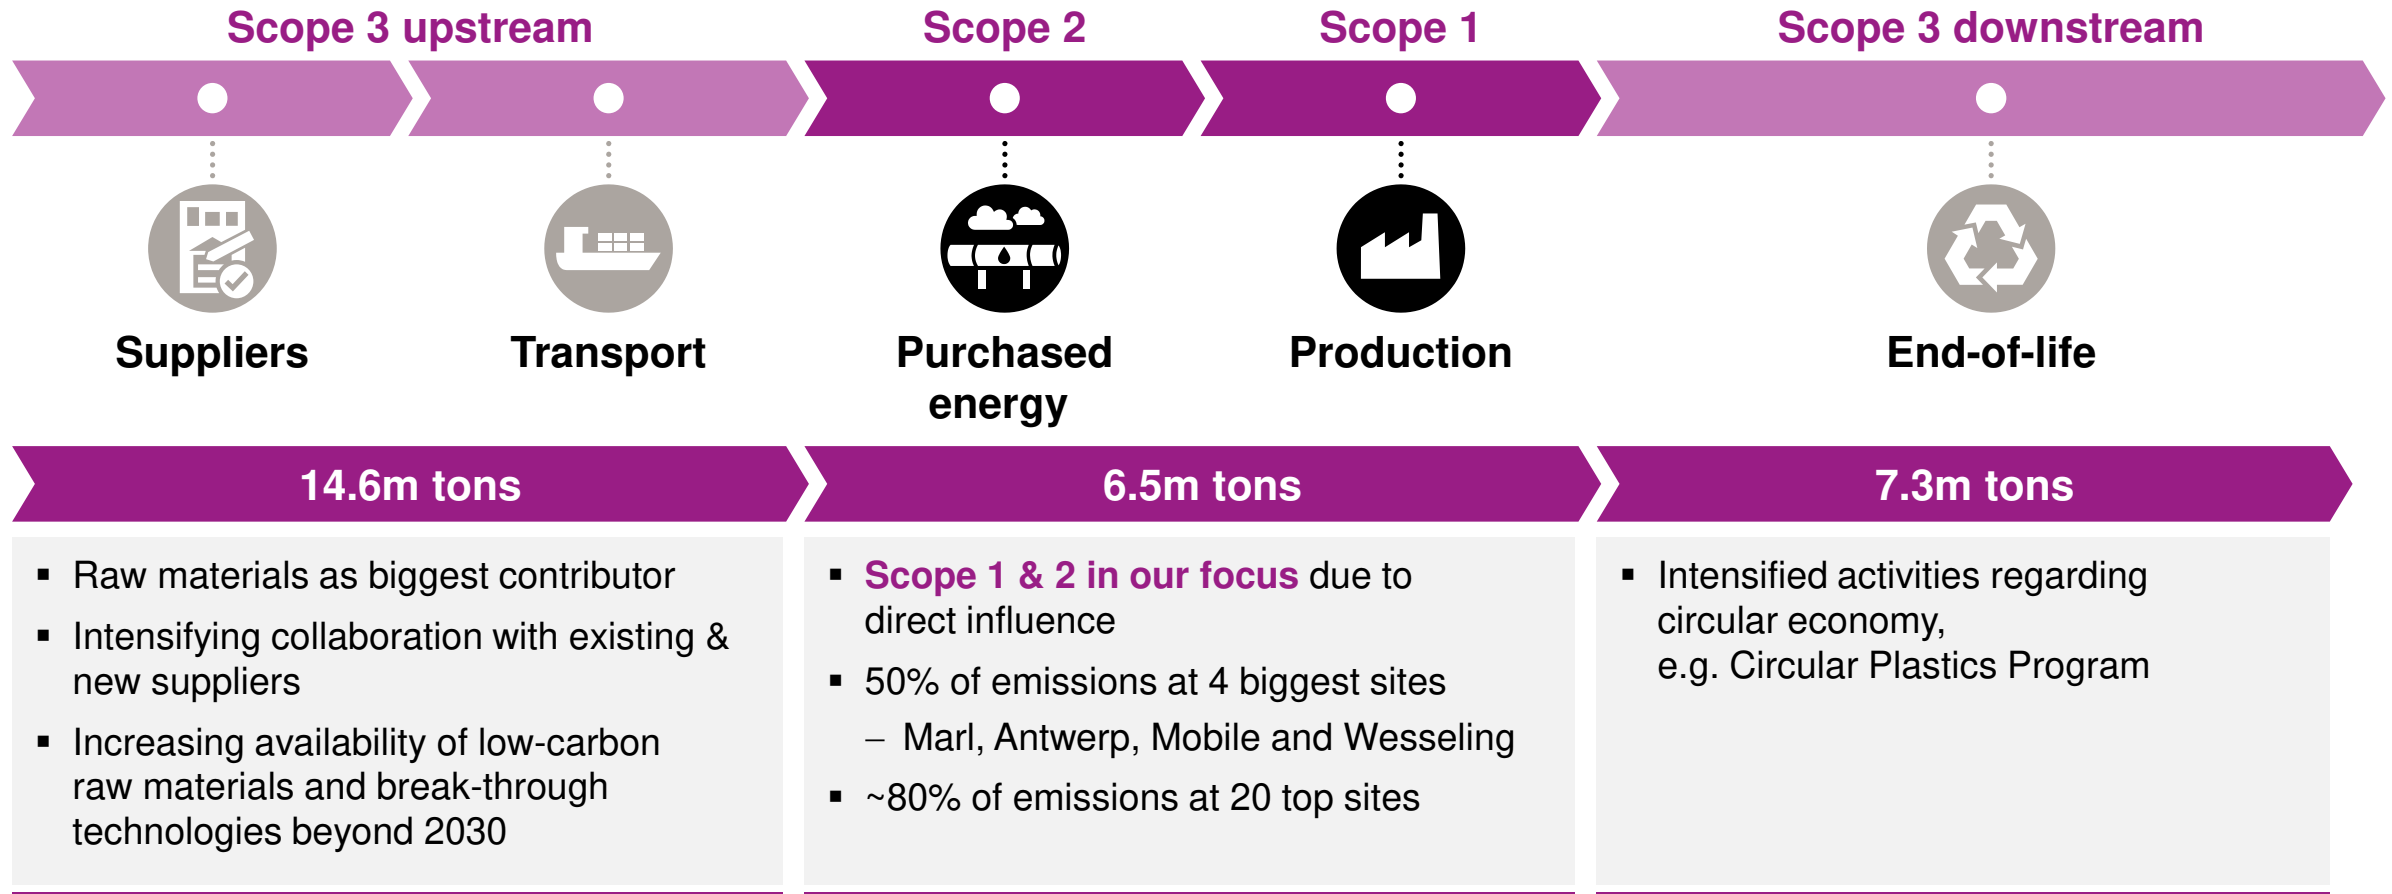 Scope 3 upstream
Scope 2
Scope 1
Scope 3 downstream
Suppliers
Transport
Purchased
energy
Production
End-of-life
14.6m tons
6.5m tons
7.3m tons
▪ Raw materials as biggest contributor
▪ Intensifying collaboration with existing &
new suppliers
▪ Increasing availability of low-carbon
raw materials and break-through
technologies beyond 2030
▪ Scope 1 & 2 in our focus due to
direct influence
▪ 50% of emissions at 4 biggest sites
– Marl, Antwerp, Mobile and Wesseling
▪ ~80% of emissions at 20 top sites
▪ Intensified activities regarding
circular economy,
e.g. Circular Plastics Program